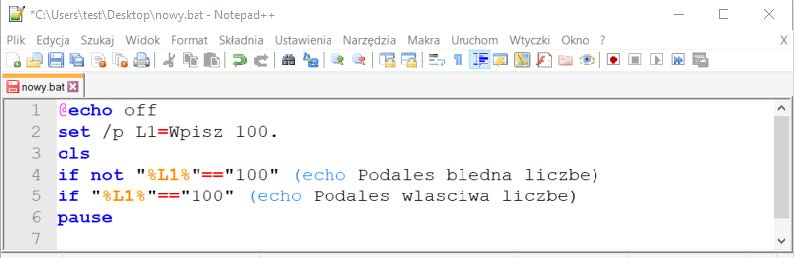 *C:\Users\test\Desktop\nowy.bat - Notepad++
Plik Edycja Szukaj Widok Format Składnia Ustawienia Narzędzia Makra Uruchom Wtyczki Okno ? X
nowy.bat
1 @echo off
2 set /p L1=Wpisz 100.
3 cls
4 if not "%L1%"=="100" (echo Podales bledna liczbe)
5 if "%L1%"=="100" (echo Podales wlasciwa liczbe)
6 pause
7